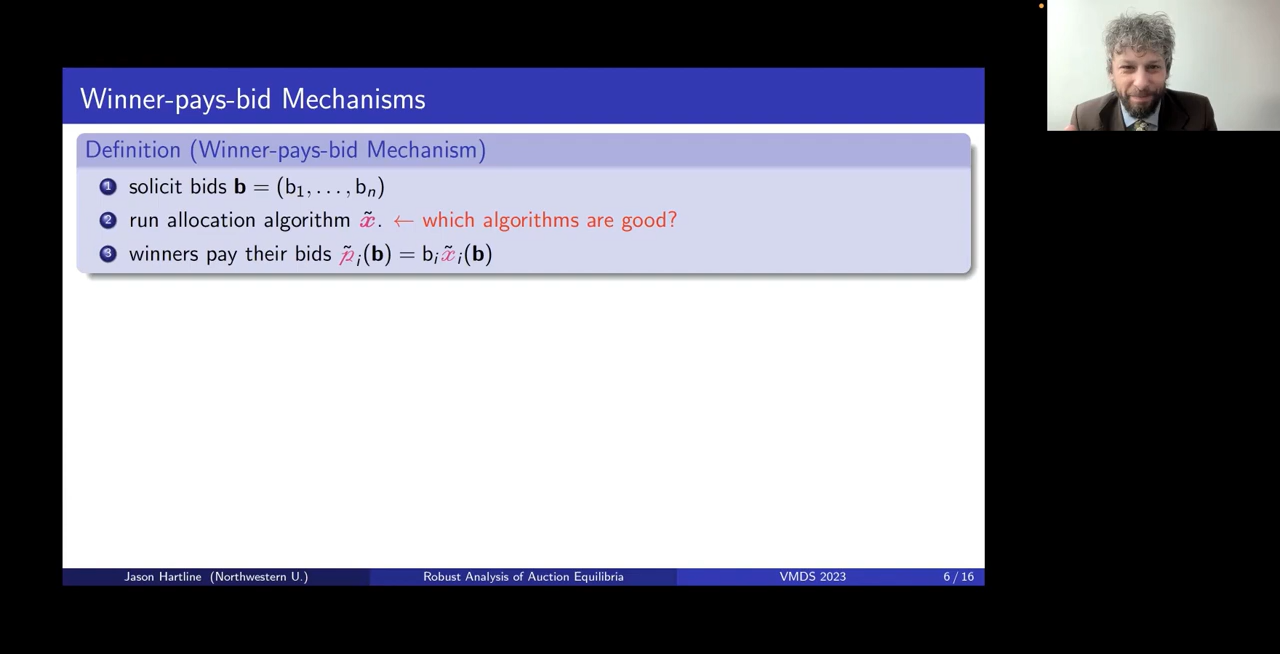 Winner-pays-bid Mechanisms
Definition (Winner-pays-bid Mechanism)
1 solicit bids b = (b₁, . . . , bₙ)
2 run allocation algorithm x̃. ← which algorithms are good?
3 winners pay their bids p̃ᵢ(b) = bᵢx̃ᵢ(b)
Jason Hartline (Northwestern U.) Robust Analysis of Auction Equilibria VMDS 2023 6 / 16